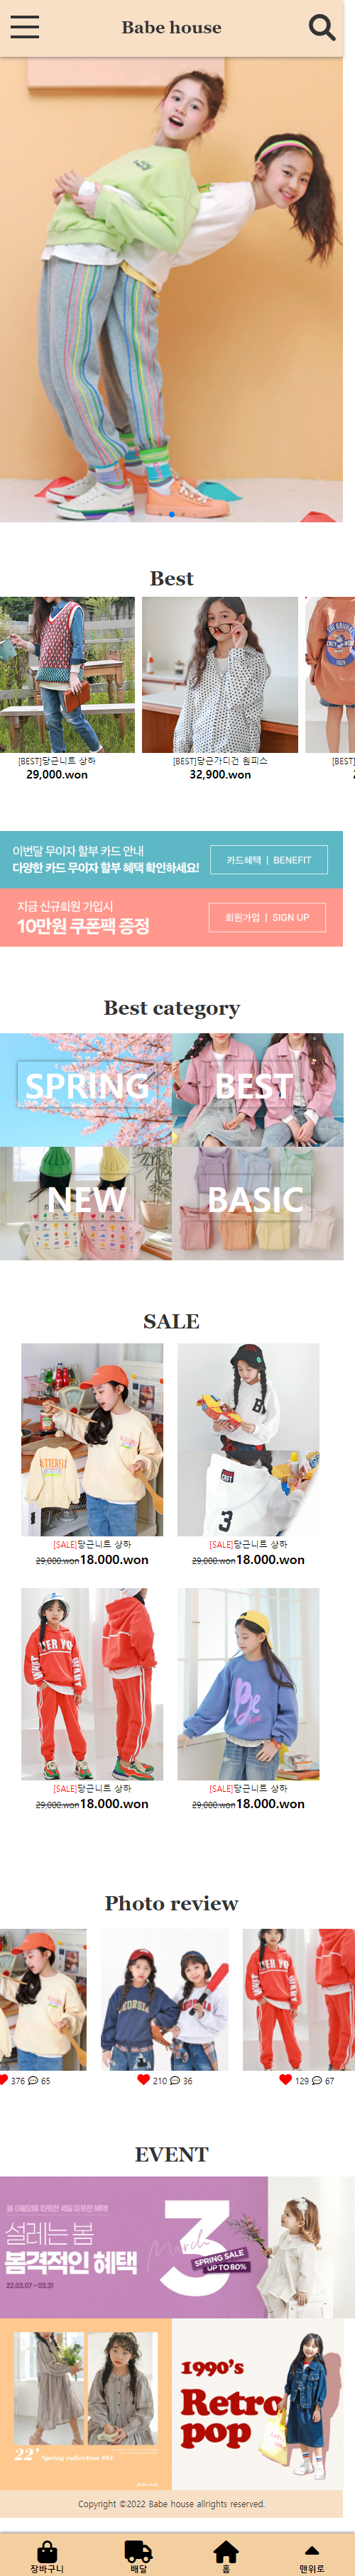 Babe house
Best
[BEST]당근니트 상하
29,000.won
[BEST]당근가디건 원피스
32,900.won
[BEST]
이번달 무이자 할부 카드 안내
다양한 카드 무이자 할부 혜택 확인하세요!
카드혜택 | BENEFIT
지금 신규회원 가입시
10만원 쿠폰팩 증정
회원가입 | SIGN UP
Best category
SPRING
BEST
NEW
BASIC
SALE
[SALE]당근니트 상하
29,000.won18.000.won
[SALE]당근니트 상하
29,000.won18.000.won
[SALE]당근니트 상하
29,000.won18.000.won
[SALE]당근니트 상하
29,000.won18.000.won
Photo review
376 65
210 36
129 67
EVENT
설레는 봄
봄격적인 혜택
22.03.07 - 03.31
3
March
SPRING SALE
UP TO 80%
22' Spring collection #01.
1990's
Retro
pop
Copyright ©2022 Babe house allrights reserved.
장바구니
배달
홈
맨위로